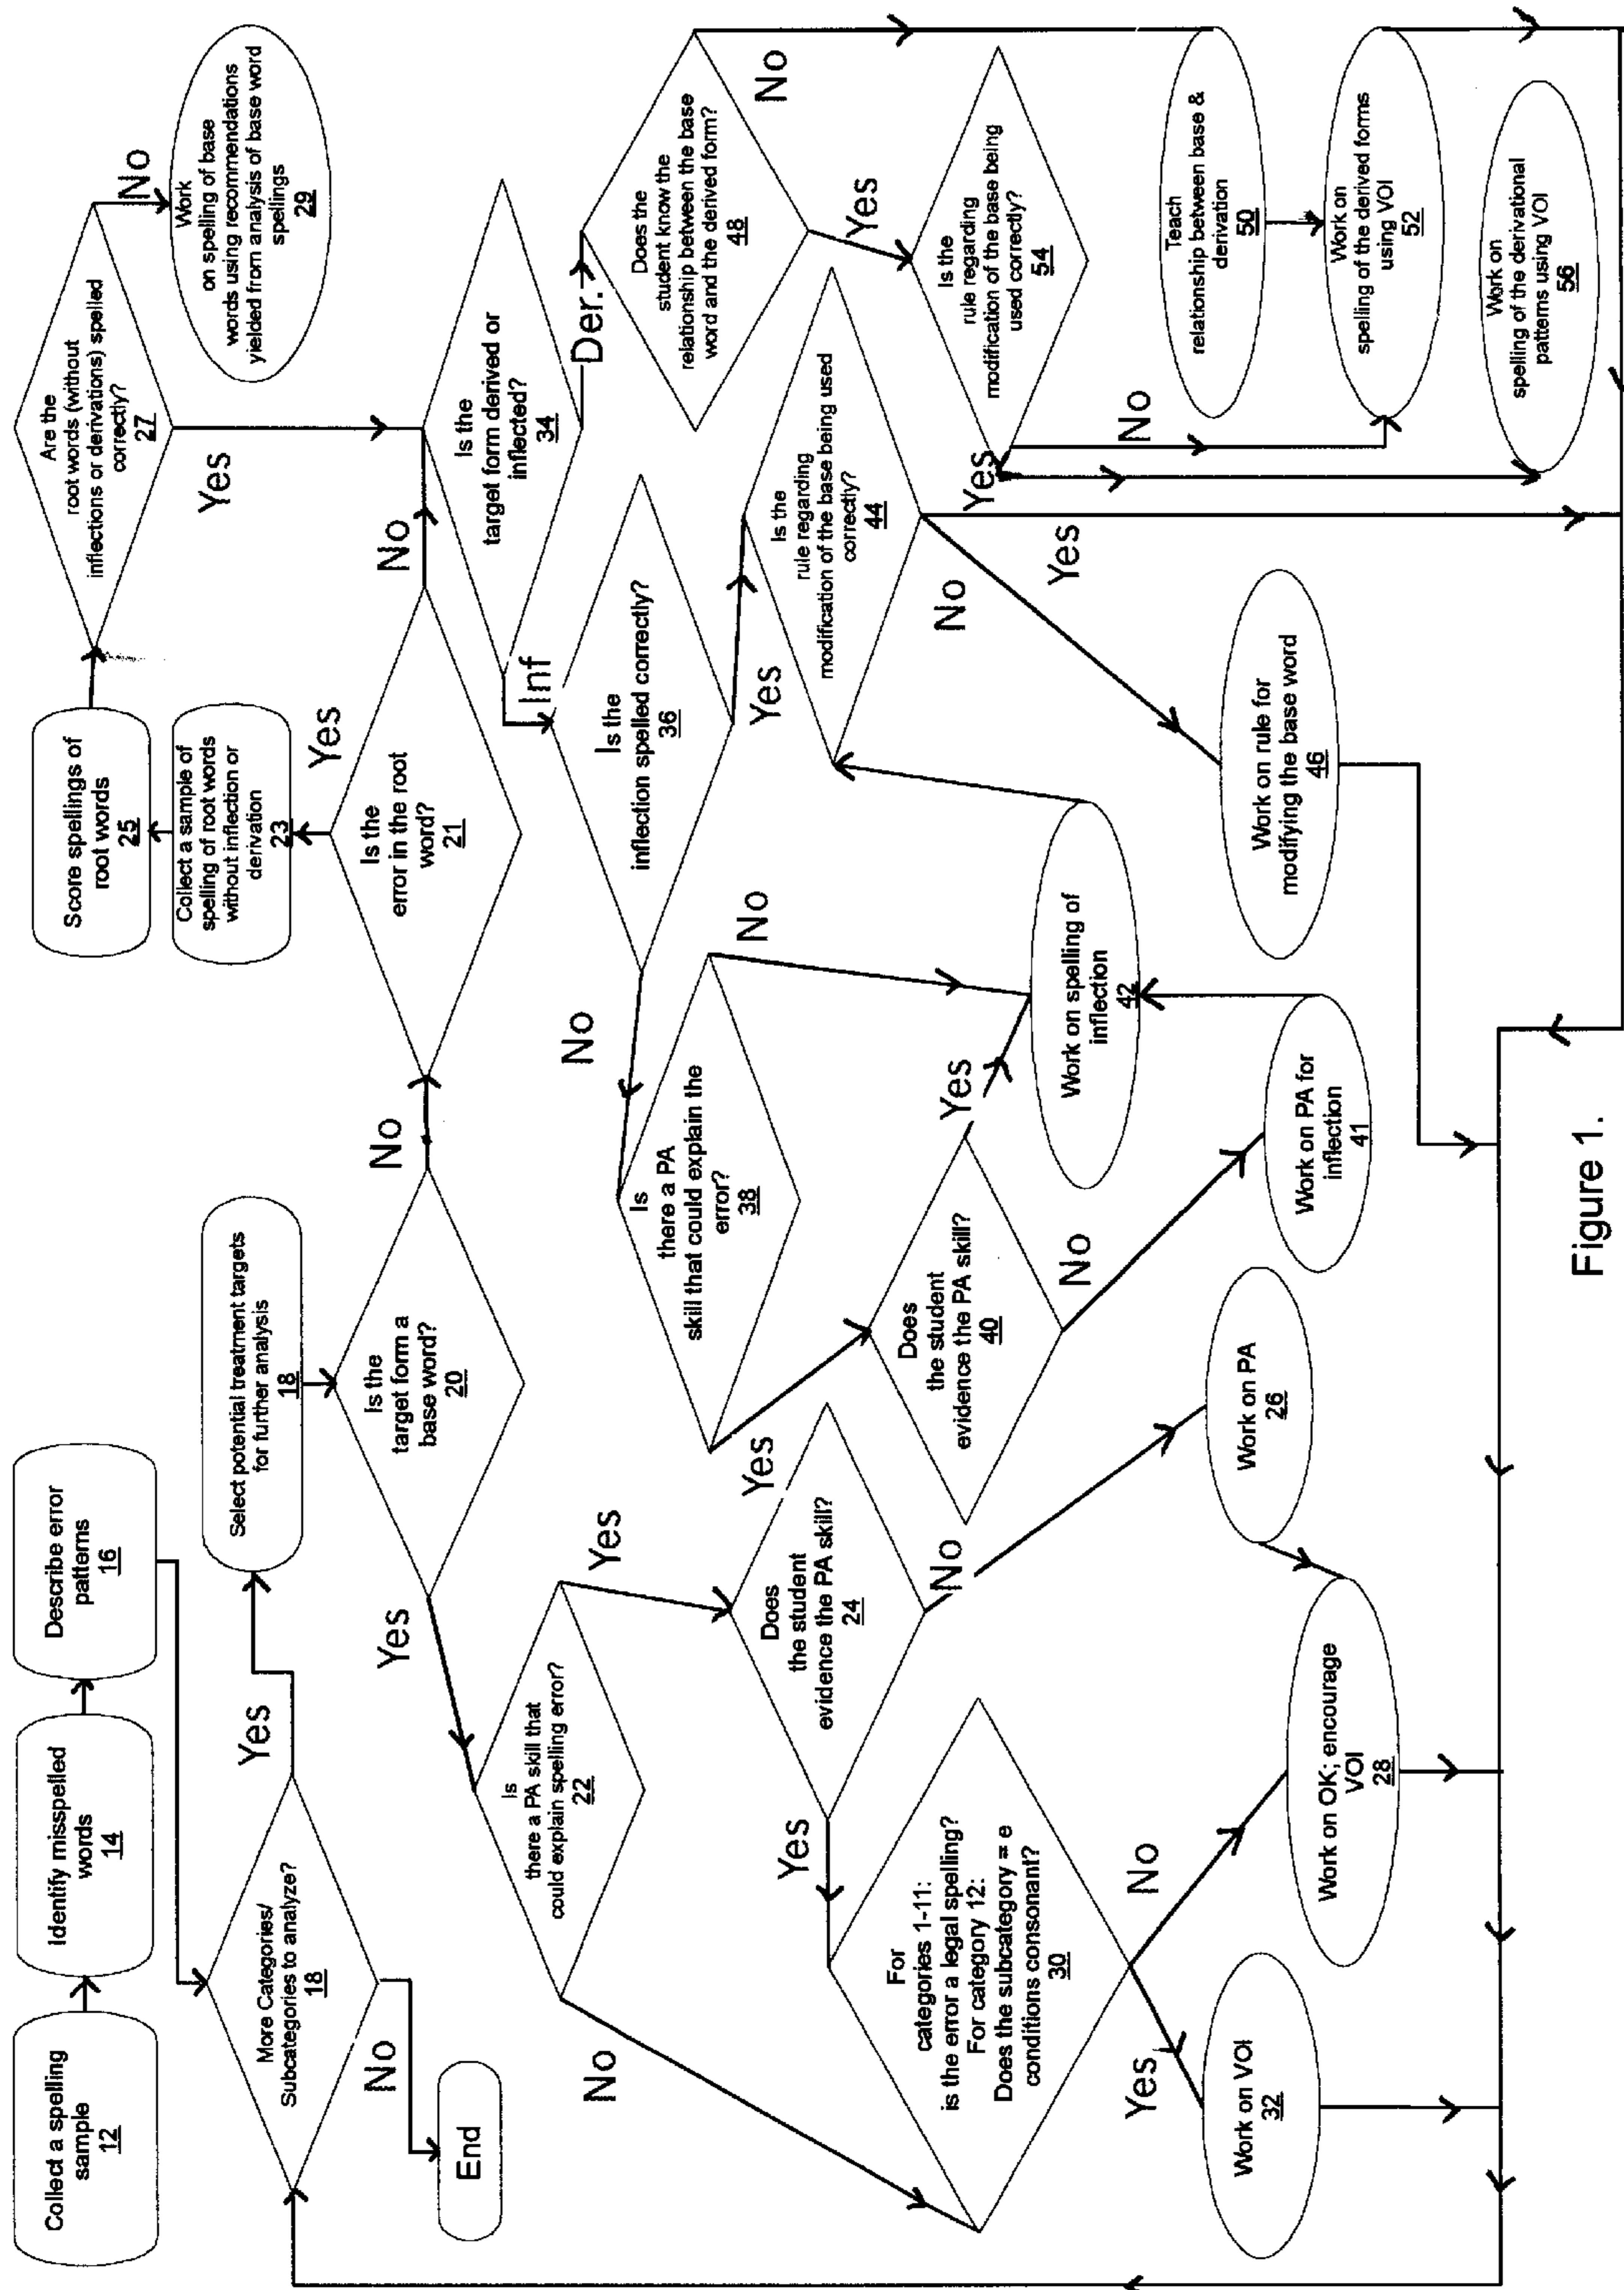 Collect a spelling
sample
12
Identify misspelled
words
14
Describe error
patterns
16
More Categories/
Subcategories to analyze?
18
Yes
No
End
Select potential treatment targets
for further analysis
18
Is the
target form a
base word?
20
Yes
No
Is the
error in the root
word?
21
Yes
No
Collect a sample of
spelling of root words
without inflection or
derivation
23
Score spellings of
root words
25
Are the
root words (without
inflections or derivations) spelled
correctly?
27
No
Yes
Work
on spelling of base
words using recommendations
yielded from analysis of base word
spellings
29
Is
there a PA skill that
could explain spelling error?
22
Yes
No
Does
the student
evidence the PA skill?
24
Yes
No
For
categories 1-11:
is the error a legal spelling?
For category 12:
Does the subcategory = e
conditions consonant?
30
Yes
No
Work on VOI
32
Work on OK; encourage
VOI
28
Work on PA
26
Is the
target form derived or
inflected?
34
Inf
Der.
Is the
inflection spelled correctly?
36
No
Yes
Is
there a PA
skill that could explain the
error?
38
Yes
No
Does
the student
evidence the PA skill?
40
Yes
No
Work on PA for
inflection
41
Work on spelling of
inflection
42
Is the
rule regarding
modification of the base being used
correctly?
44
No
Yes
Work on rule for
modifying the base word
46
Does the
student know the
relationship between the base
word and the derived form?
48
No
Yes
Is the
rule regarding
modification of the base being
used correctly?
54
Yes
No
Teach
relationship between base &
derivation
50
Work on
spelling of the derived forms
using VOI
52
Work on
spelling of the derivational
patterns using VOI
56
Figure 1.